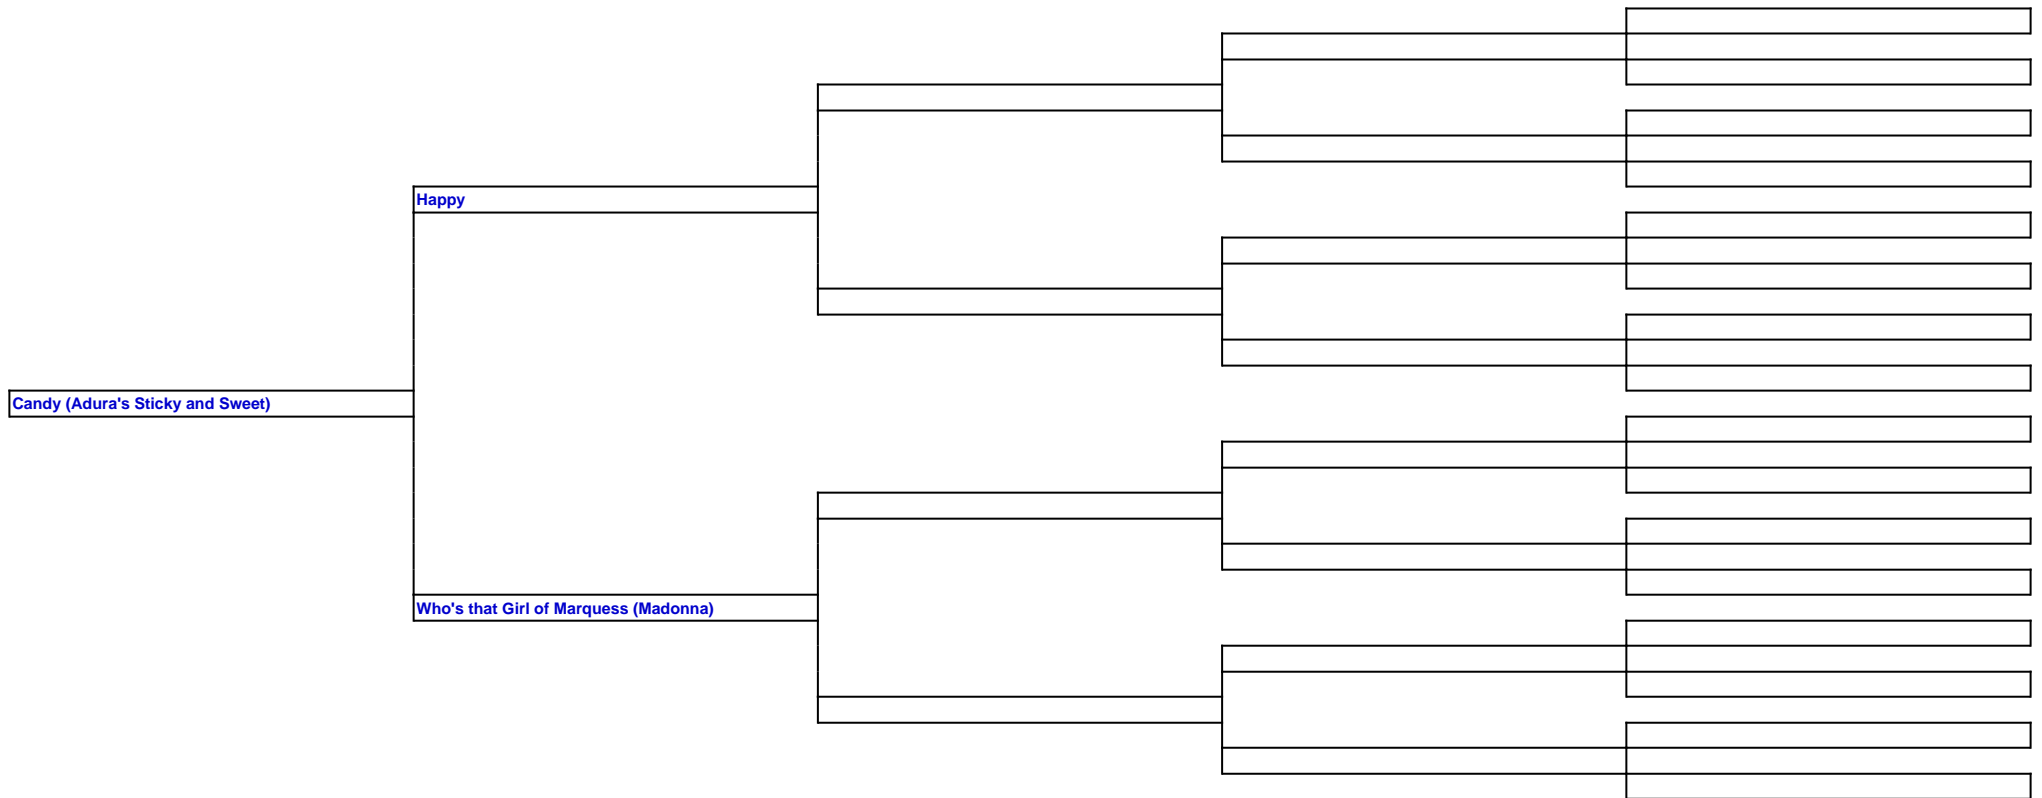 Happy
Candy (Adura's Sticky and Sweet)
Who's that Girl of Marquess (Madonna)